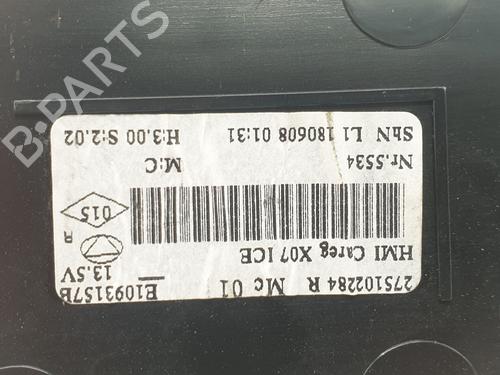 275102284 R Mc 01 E1093157B
13.5V
HMI Careg X07 ICE
R
015
Nr.5534 M:C
SbN L1 180608 01:31 H:3.00 S:2.02
B-PARTS